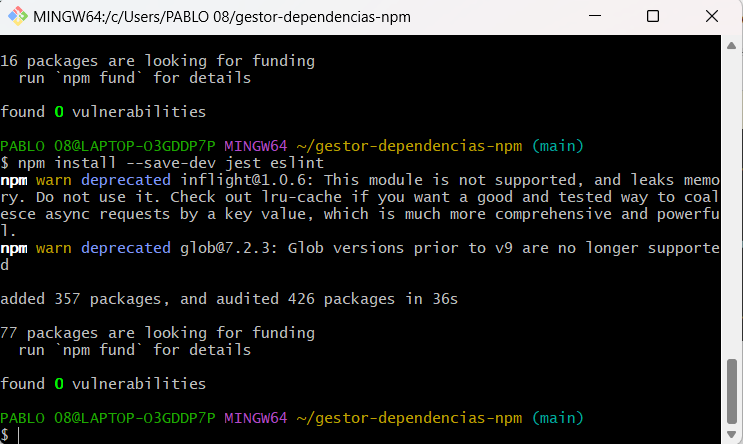 MINGW64:/c/Users/PABLO 08/gestor-dependencias-npm
16 packages are looking for funding
  run `npm fund` for details
found 0 vulnerabilities
PABLO 08@LAPTOP-O3GDDP7P MINGW64 ~/gestor-dependencias-npm (main)
$ npm install --save-dev jest eslint
npm warn deprecated inflight@1.0.6: This module is not supported, and leaks memo
ry. Do not use it. Check out lru-cache if you want a good and tested way to coal
esce async requests by a key value, which is much more comprehensive and powerfu
l.
npm warn deprecated glob@7.2.3: Glob versions prior to v9 are no longer supporte
d
added 357 packages, and audited 426 packages in 36s
77 packages are looking for funding
  run `npm fund` for details
found 0 vulnerabilities
PABLO 08@LAPTOP-O3GDDP7P MINGW64 ~/gestor-dependencias-npm (main)
$